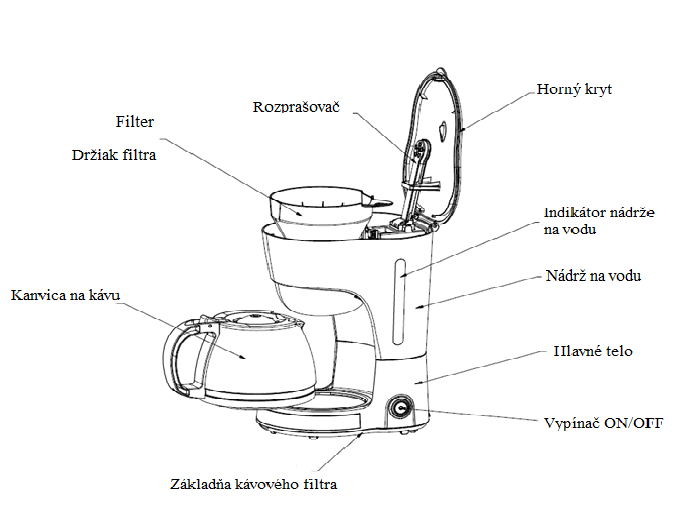 Horný kryt
Rozprašovač
Filter
Držiak filtra
Indikátor nádrže
na vodu
Nádrž na vodu
Kanvica na kávu
Hlavné telo
Vypínač ON/OFF
Základňa kávového filtra